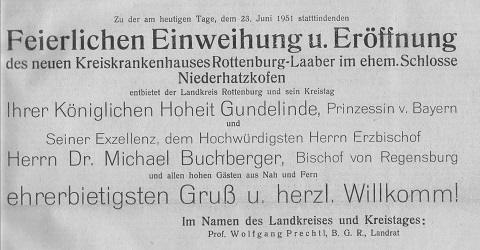 Zu der am heutigen Tage, dem 23. Juni 1951 stattfindenden
Feierlichen Einweihung u. Eröffnung
des neuen Kreiskrankenhauses Rottenburg-Laaber im ehem. Schlosse
Niederhatzkofen
entbietet der Landkreis Rottenburg und sein Kreistag
Ihrer Königlichen Hoheit Gundelinde, Prinzessin v. Bayern
und
Seiner Exzellenz, dem Hochwürdigsten Herrn Erzbischof
Herrn Dr. Michael Buchberger, Bischof von Regensburg
und allen hohen Gästen aus Nah und Fern
ehrerbietigsten Gruß u. herzl. Willkomm!
Im Namen des Landkreises und Kreistages:
Prof. Wolfgang Prechtl, B. G. R., Landrat